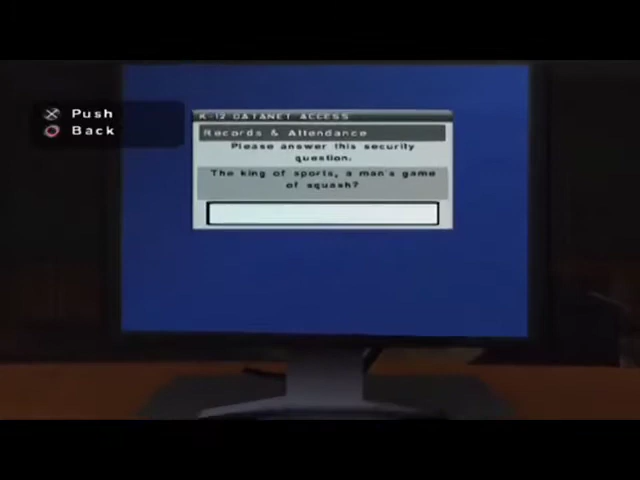 Push
Back
K-12 DATANET ACCESS
Records & Attendance
Please answer this security
question.
The king of sports, a man's game
of squash?